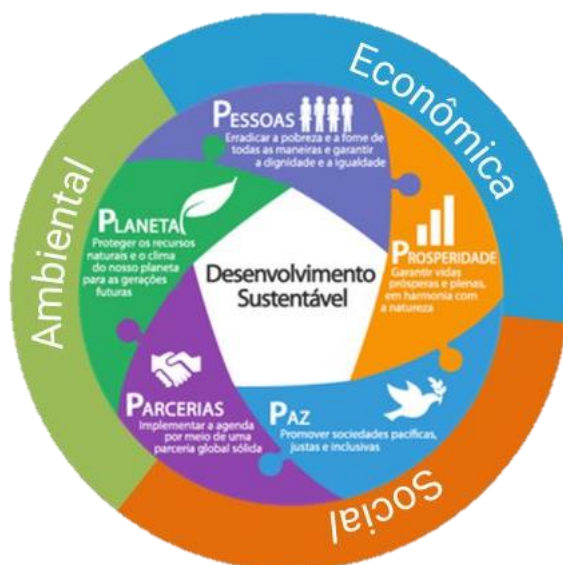 Econômica
Ambiental
Social
PESSOAS
Erradicar a pobreza e a fome de
todas as maneiras e garantir
a dignidade e a igualdade
PROSPERIDADE
Garantir vidas
prósperas e plenas,
em harmonia com
a natureza
PAZ
Promover sociedades pacíficas,
justas e inclusivas
PARCERIAS
Implementar a agenda
por meio de uma
parceria global sólida
PLANETA
Proteger os recursos
naturais e o clima
do nosso planeta
para as gerações
futuras
Desenvolvimento
Sustentável